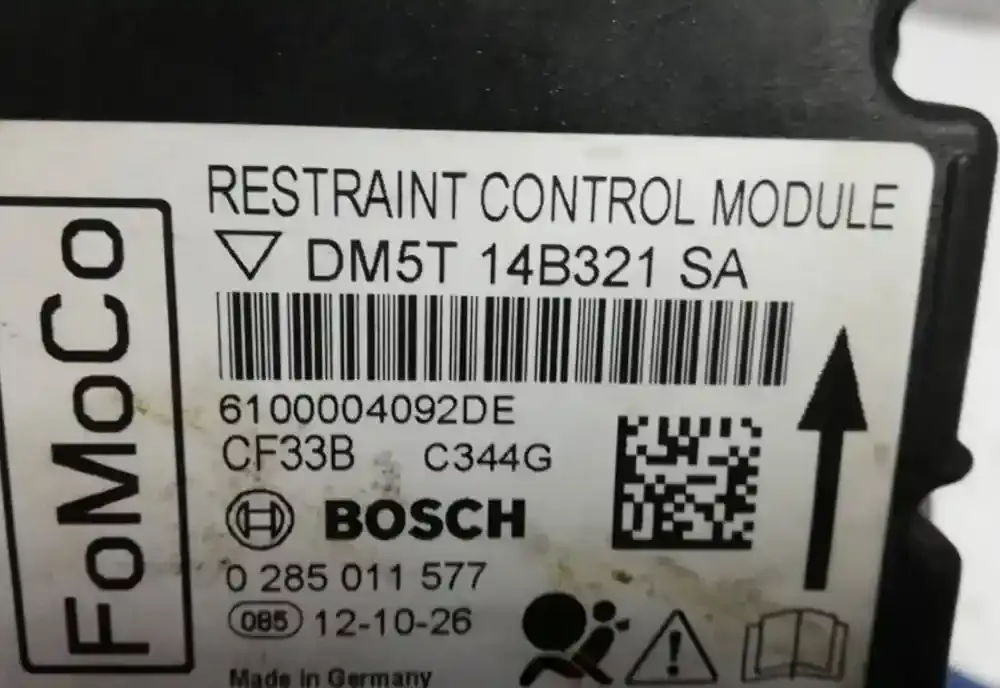 FoMoCo
RESTRAINT CONTROL MODULE
DM5T 14B321 SA
6100004092DE
CF33B C344G
BOSCH
0 285 011 577
085 12-10-26
Made in Germany